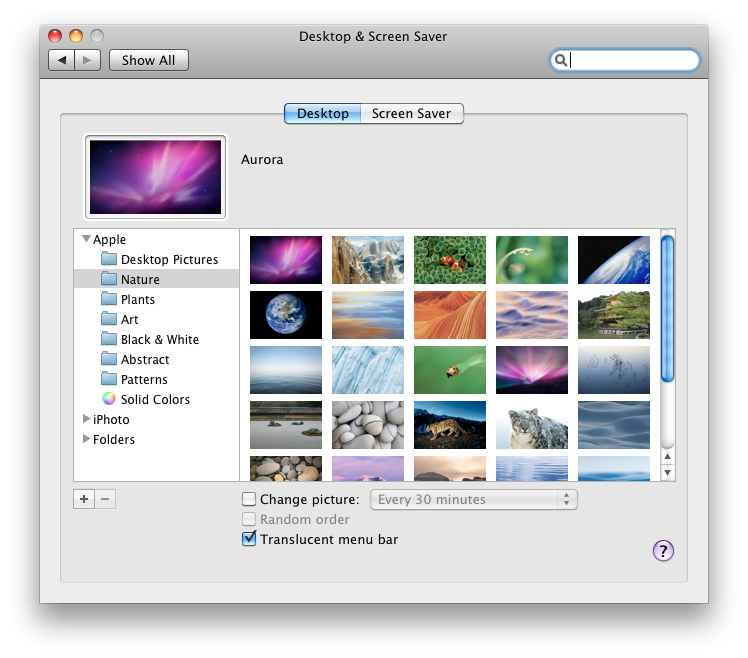 Desktop & Screen Saver
Show All
Desktop Screen Saver
Aurora
Apple
Desktop Pictures
Nature
Plants
Art
Black & White
Abstract
Patterns
Solid Colors
iPhoto
Folders
+ −
Change picture: Every 30 minutes
Random order
Translucent menu bar
?